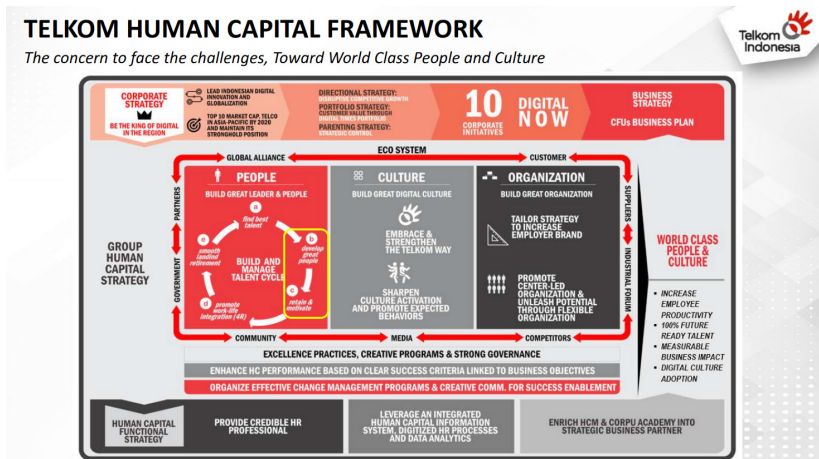 TELKOM HUMAN CAPITAL FRAMEWORK
The concern to face the challenges, Toward World Class People and Culture
Telkom
Indonesia
CORPORATE
STRATEGY
BE THE KING OF DIGITAL
IN THE REGION
LEAD INDONESIAN DIGITAL
INNOVATION AND
GLOBALIZATION
TOP 10 MARKET CAP. TELCO
IN ASIA-PACIFIC BY 2020
AND MAINTAIN ITS
STRONGHOLD POSITION
DIRECTIONAL STRATEGY:
DISRUPTIVE COMPETITIVE GROWTH
PORTFOLIO STRATEGY:
CUSTOMER VALUE THROUGH
DIGITAL TIMES PORTFOLIO
PARENTING STRATEGY:
STRATEGIC CONTROL
10
CORPORATE
INITIATIVES
DIGITAL
NOW
BUSINESS
STRATEGY
CFUs BUSINESS PLAN
ECO SYSTEM
GLOBAL ALLIANCE
CUSTOMER
PARTNERS
GOVERNMENT
SUPPLIERS
INDUSTRIAL FORUM
GROUP
HUMAN
CAPITAL
STRATEGY
PEOPLE
BUILD GREAT LEADER & PEOPLE
a
find best
talent
b
develop
great
people
c
retain &
motivate
d
promote
work-life
integration (4R)
e
smooth
landind
retirement
BUILD AND
MANAGE
TALENT CYCLE
CULTURE
BUILD GREAT DIGITAL CULTURE
EMBRACE &
STRENGTHEN
THE TELKOM WAY
SHARPEN
CULTURE ACTIVATION
AND PROMOTE EXPECTED
BEHAVIORS
ORGANIZATION
BUILD GREAT ORGANIZATION
TAILOR STRATEGY
TO INCREASE
EMPLOYER BRAND
PROMOTE
CENTER-LED
ORGANIZATION &
UNLEASH POTENTIAL
THROUGH FLEXIBLE
ORGANIZATION
WORLD CLASS
PEOPLE &
CULTURE
INCREASE
EMPLOYEE
PRODUCTIVITY
100% FUTURE
READY TALENT
MEASURABLE
BUSINESS IMPACT
DIGITAL CULTURE
ADOPTION
COMMUNITY
MEDIA
COMPETITORS
EXCELLENCE PRACTICES, CREATIVE PROGRAMS & STRONG GOVERNANCE
ENHANCE HC PERFORMANCE BASED ON CLEAR SUCCESS CRITERIA LINKED TO BUSINESS OBJECTIVES
ORGANIZE EFFECTIVE CHANGE MANAGEMENT PROGRAMS & CREATIVE COMM. FOR SUCCESS ENABLEMENT
HUMAN CAPITAL
FUNCTIONAL
STRATEGY
PROVIDE CREDIBLE HR
PROFESSIONAL
LEVERAGE AN INTEGRATED
HUMAN CAPITAL INFORMATION
SYSTEM, DIGITIZED HR PROCESSES
AND DATA ANALYTICS
ENRICH HCM & CORPU ACADEMY INTO
STRATEGIC BUSINESS PARTNER